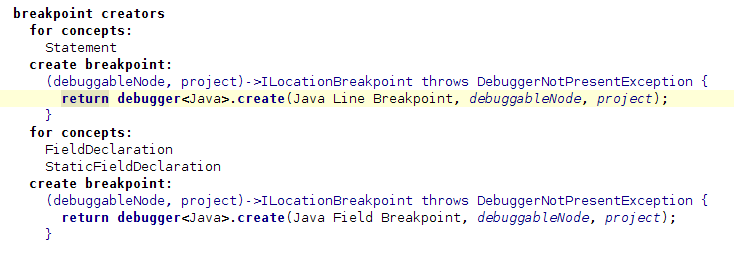 breakpoint creators
for concepts:
Statement
create breakpoint:
(debuggableNode, project)->ILocationBreakpoint throws DebuggerNotPresentException {
return debugger<Java>.create(Java Line Breakpoint, debuggableNode, project);
}
for concepts:
FieldDeclaration
StaticFieldDeclaration
create breakpoint:
(debuggableNode, project)->ILocationBreakpoint throws DebuggerNotPresentException {
return debugger<Java>.create(Java Field Breakpoint, debuggableNode, project);
}